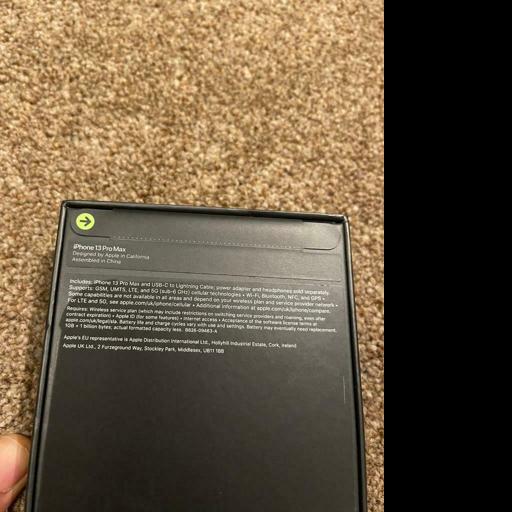 iPhone 13 Pro Max
Designed by Apple in California
Assembled in China
Includes: iPhone 13 Pro Max and USB-C to Lightning Cable; power adapter and headphones sold separately.
Supports: GSM, UMTS, LTE, and 5G (sub-6 GHz) cellular technologies • Wi-Fi, Bluetooth, NFC, and GPS •
Some capabilities are not available in all areas and depend on your wireless plan and service provider network •
For LTE and 5G, see apple.com/uk/iphone/cellular • Additional information at apple.com/uk/iphone/compare.
Requires: Wireless service plan (which may include restrictions on switching service providers and roaming, even after
contract expiration) • Apple ID (for some features) • Internet access • Acceptance of the software license terms at
apple.com/uk/legal/sla. Battery life and charge cycles vary with use and settings. Battery may eventually need replacement.
1GB = 1 billion bytes; actual formatted capacity less. B626-09463-A
Apple's EU representative is Apple Distribution International Ltd., Hollyhill Industrial Estate, Cork, Ireland
Apple UK Ltd., 2 Furzeground Way, Stockley Park, Middlesex, UB11 1BB